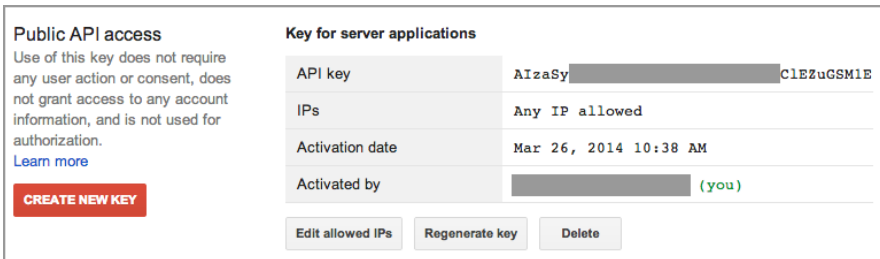 Public API access
Use of this key does not require
any user action or consent, does
not grant access to any account
information, and is not used for
authorization.
Learn more
CREATE NEW KEY
Key for server applications
API key AIzaSy ClEZuGSM1E
IPs Any IP allowed
Activation date Mar 26, 2014 10:38 AM
Activated by (you)
Edit allowed IPs Regenerate key Delete